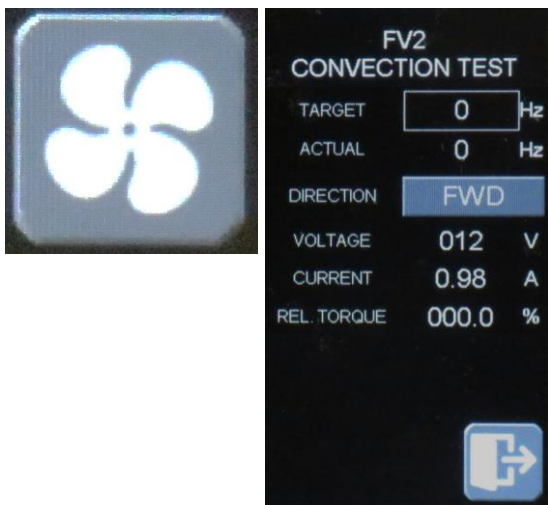 FV2
CONVECTION TEST
TARGET 0 Hz
ACTUAL 0 Hz
DIRECTION FWD
VOLTAGE 012 V
CURRENT 0.98 A
REL. TORQUE 000.0 %